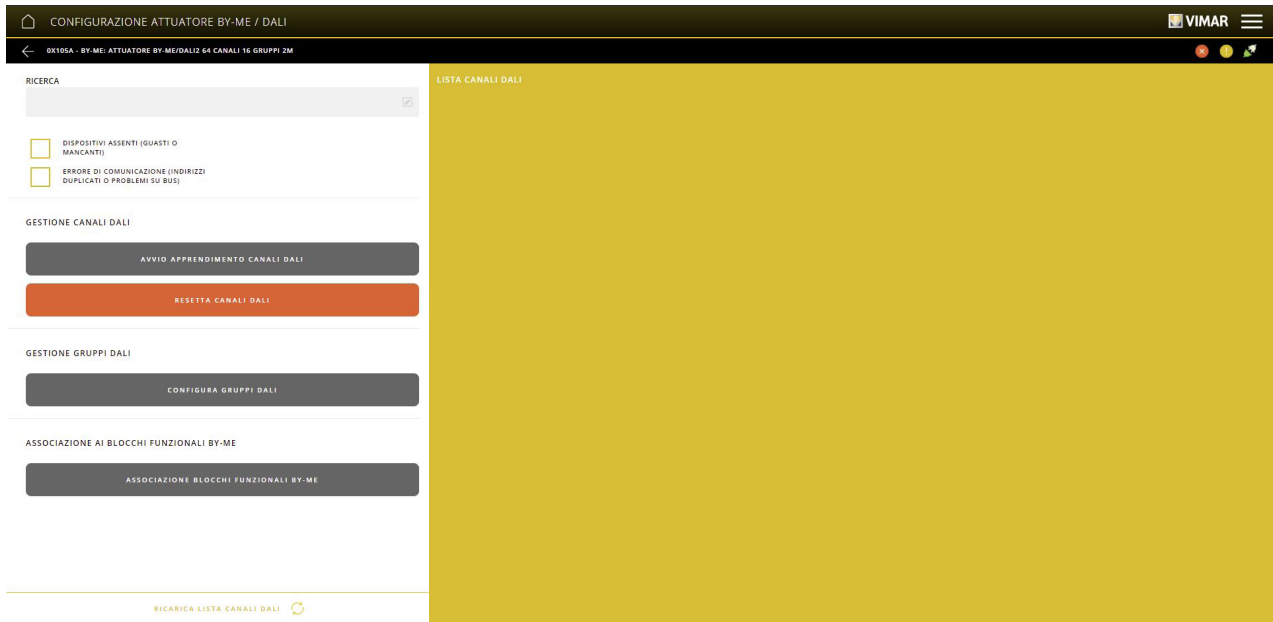 CONFIGURAZIONE ATTUATORE BY-ME / DALI
VIMAR
0X105A - BY-ME: ATTUATORE BY-ME/DALI2 64 CANALI 16 GRUPPI 2M
RICERCA
DISPOSITIVI ASSENTI (GUASTI O
MANCANTI)
ERRORE DI COMUNICAZIONE (INDIRIZZI
DUPLICATI O PROBLEMI SU BUS)
GESTIONE CANALI DALI
AVVIO APPRENDIMENTO CANALI DALI
RESETTA CANALI DALI
GESTIONE GRUPPI DALI
CONFIGURA GRUPPI DALI
ASSOCIAZIONE AI BLOCCHI FUNZIONALI BY-ME
ASSOCIAZIONE BLOCCHI FUNZIONALI BY-ME
RICARICA LISTA CANALI DALI
LISTA CANALI DALI